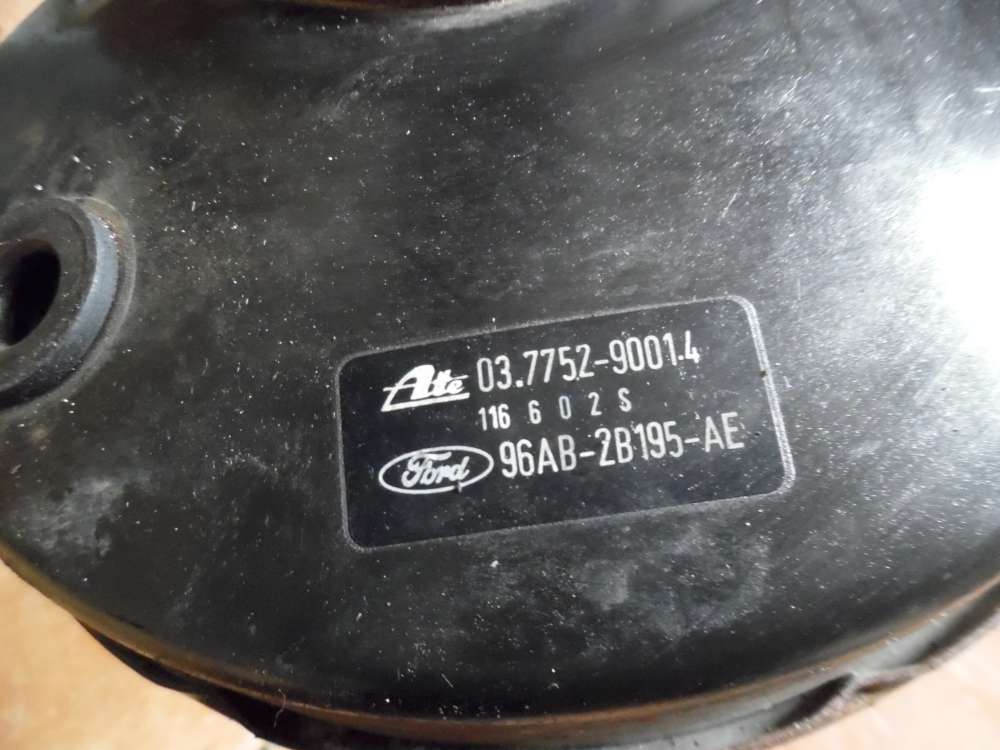 Ate 03.7752-9001.4
116 6 0 2 S
Ford 96AB-2B195-AE